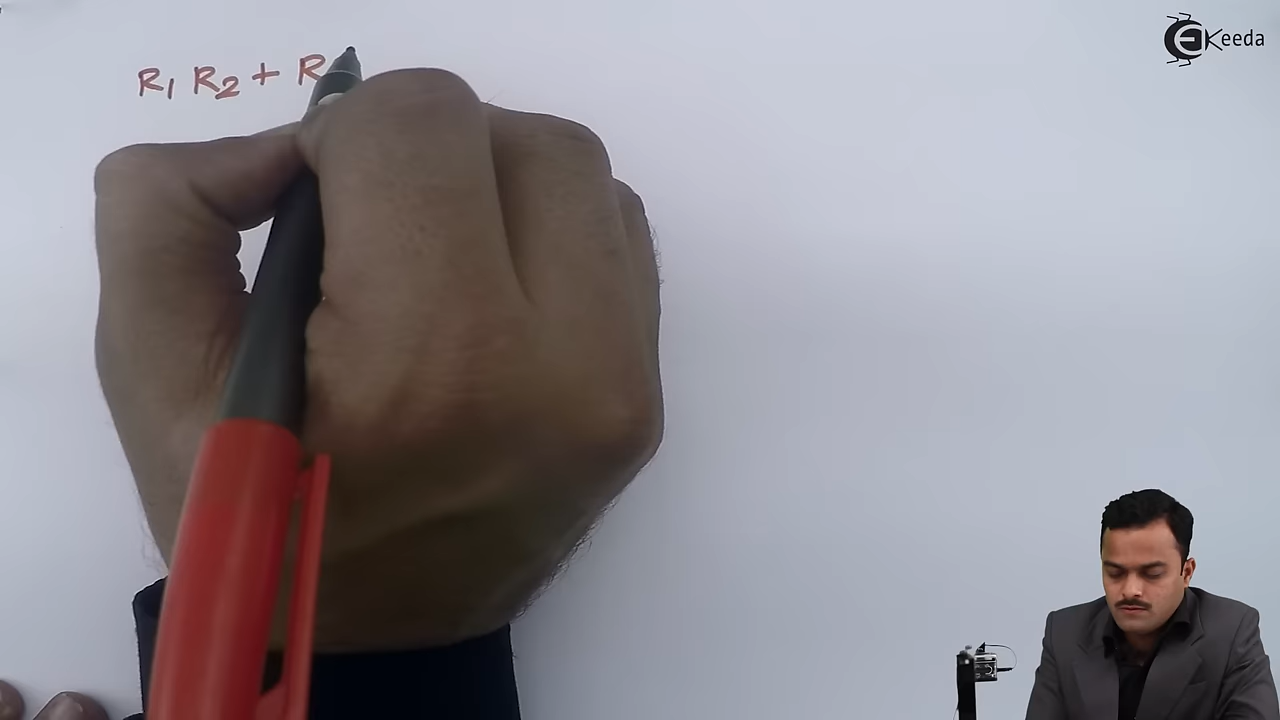 R₁ R₂ + R
EKeeda